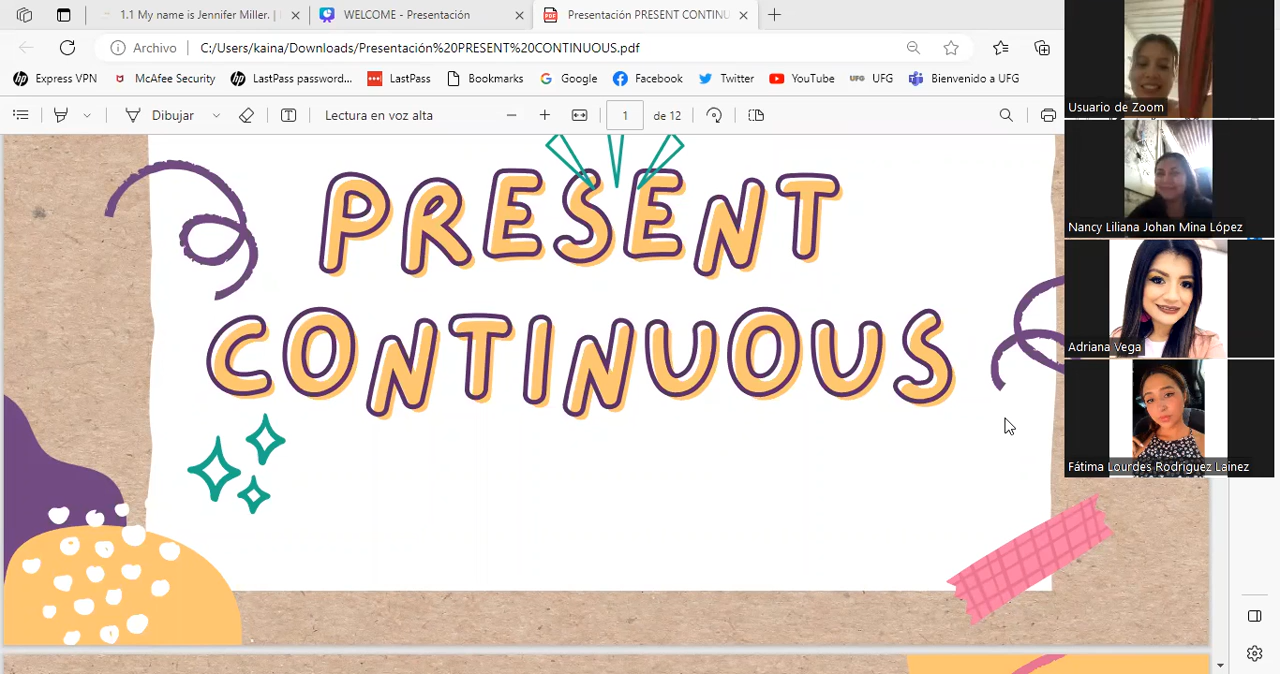 1.1 My name is Jennifer Miller. |
WELCOME - Presentación
Presentación PRESENT CONTINU
Archivo
C:/Users/kaina/Downloads/Presentación%20PRESENT%20CONTINUOUS.pdf
Express VPN
McAfee Security
LastPass password...
LastPass
Bookmarks
Google
Facebook
Twitter
YouTube
UFG
UFG
Bienvenido a UFG
Dibujar
Lectura en voz alta
1
de 12
PRESENT
CONTINUOUS
Usuario de Zoom
Nancy Liliana Johan Mina López
Adriana Vega
Fátima Lourdes Rodríguez Lainez